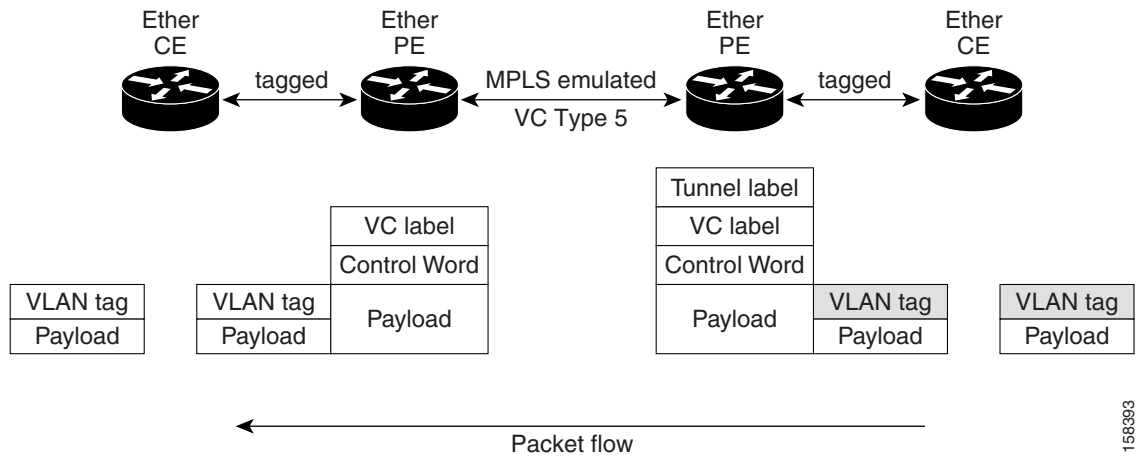 Ether
CE
Ether
PE
Ether
PE
Ether
CE
tagged
MPLS emulated
tagged
VC Type 5
Tunnel label
VC label
VC label
Control Word
Control Word
VLAN tag
VLAN tag
Payload
Payload
VLAN tag
VLAN tag
Payload
Payload
Payload
Payload
Packet flow
158393